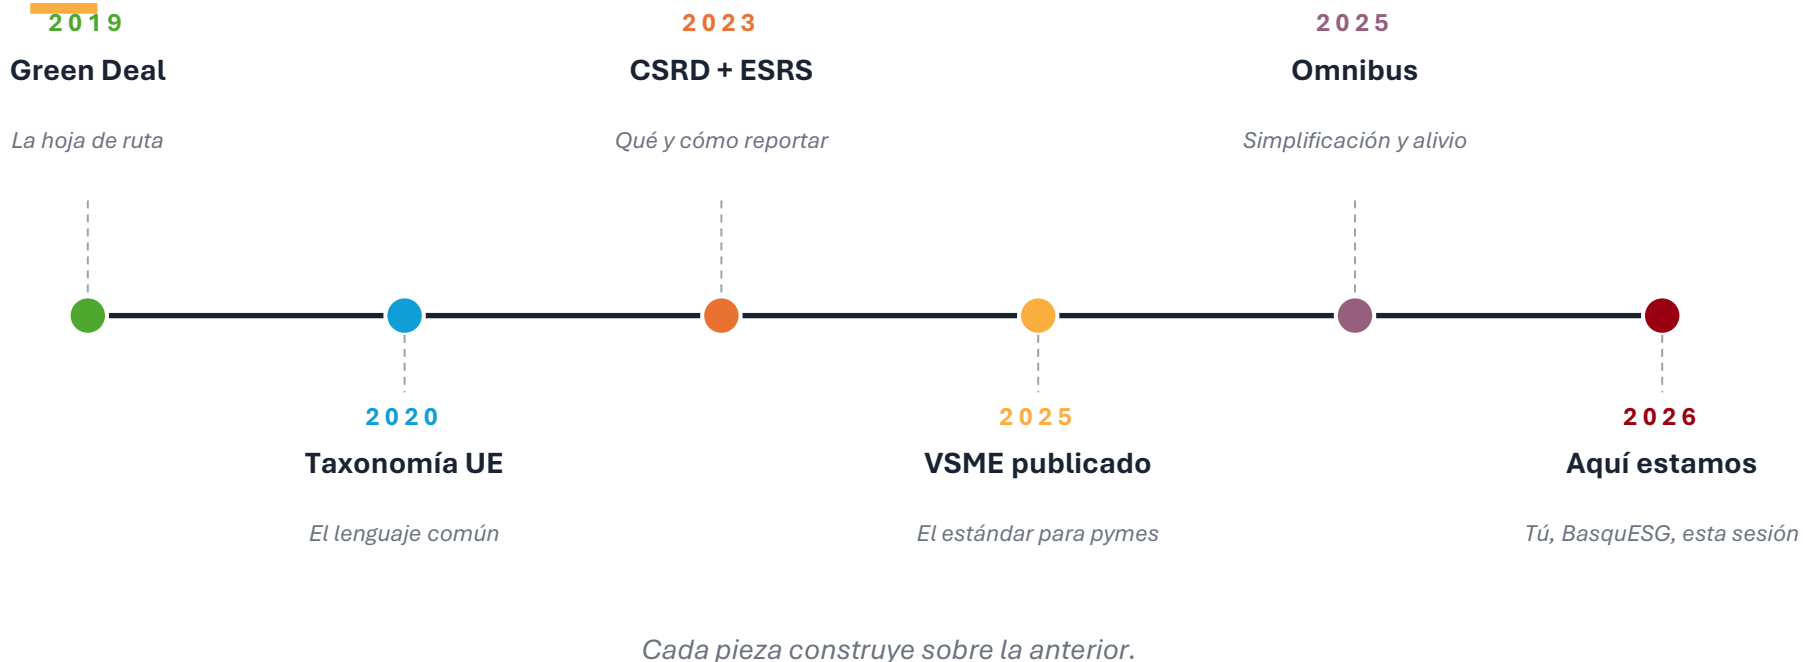 2019
Green Deal
La hoja de ruta
2023
CSRD + ESRS
Qué y cómo reportar
2025
Omnibus
Simplificación y alivio
2020
Taxonomía UE
El lenguaje común
2025
VSME publicado
El estándar para pymes
2026
Aquí estamos
Tú, BasquESG, esta sesión
Cada pieza construye sobre la anterior.